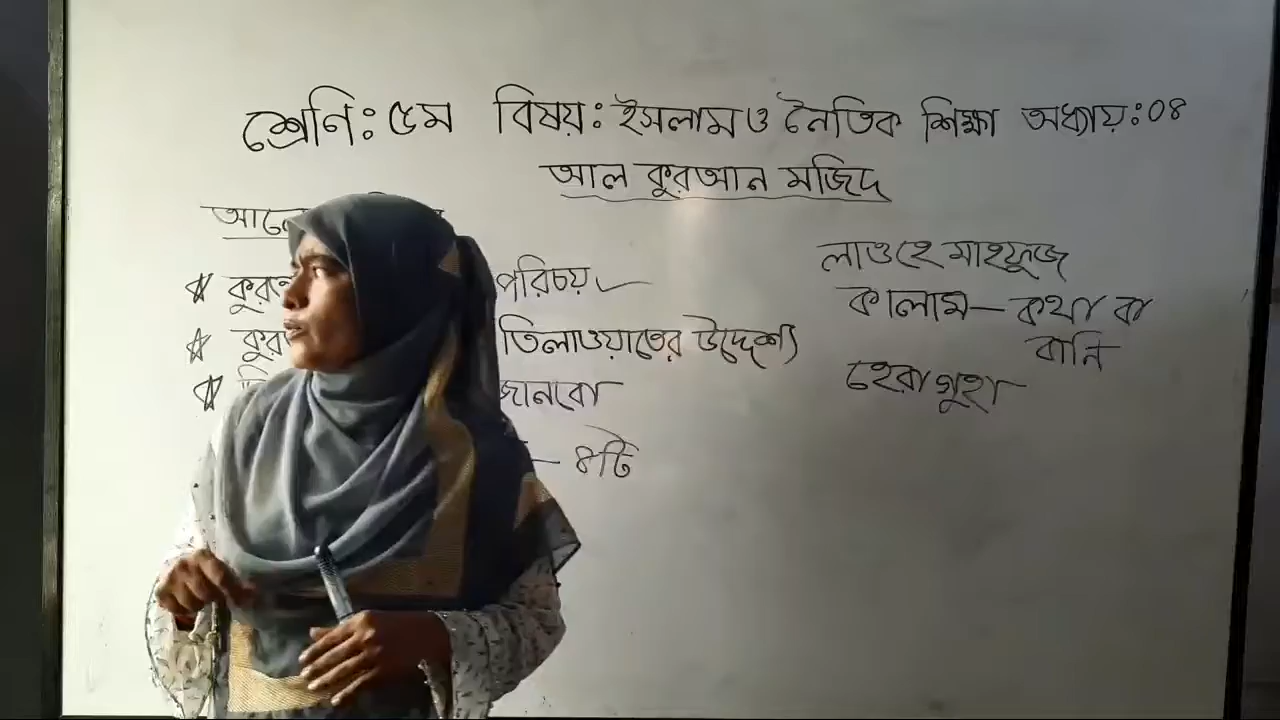 শ্রেণি: ৫ম বিষয়: ইসলাম ও নৈতিক শিক্ষা অধ্যায়: ০৪
আল কুরআন মজিদ
পরিচয়
তিলাওয়াতের উদ্দেশ্য
জানবো
— ৪টি
লাওহে মাহফুজ
কালাম — কথা বা
বানি
হেরা গুহা